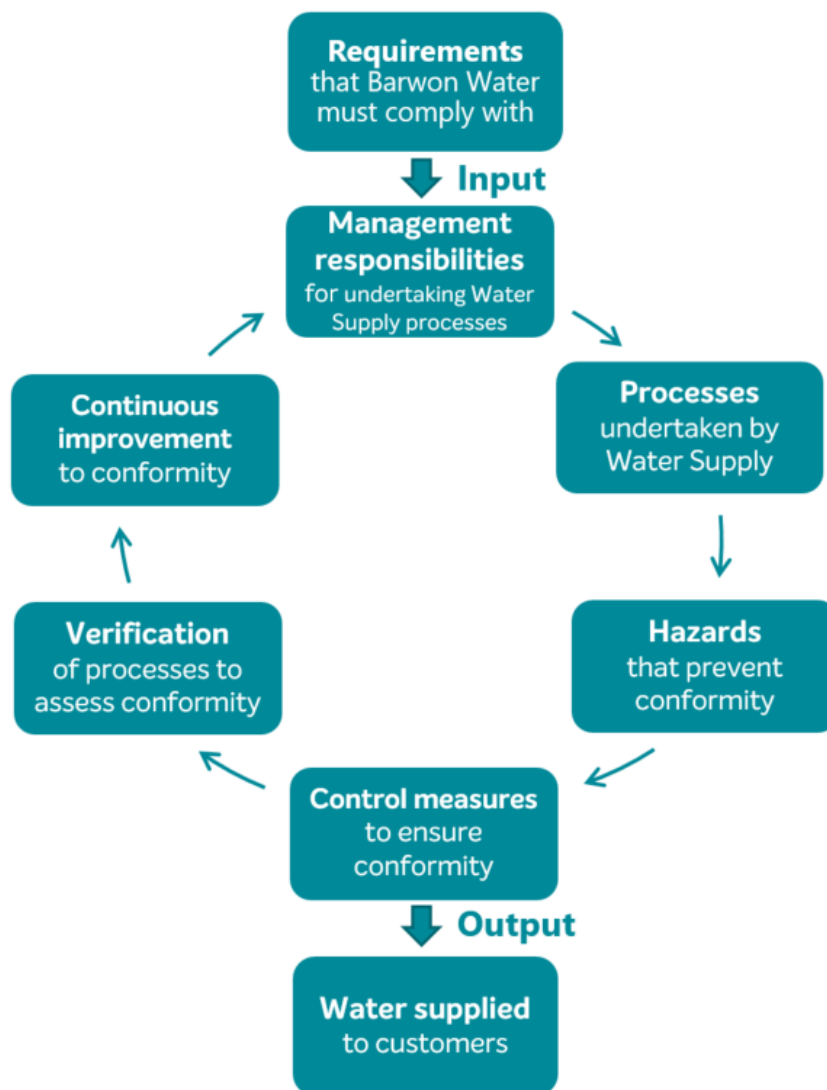 Requirements
that Barwon Water
must comply with
Input
Management
responsibilities
for undertaking Water
Supply processes
Processes
undertaken by
Water Supply
Hazards
that prevent
conformity
Control measures
to ensure
conformity
Output
Water supplied
to customers
Verification
of processes to
assess conformity
Continuous
improvement
to conformity